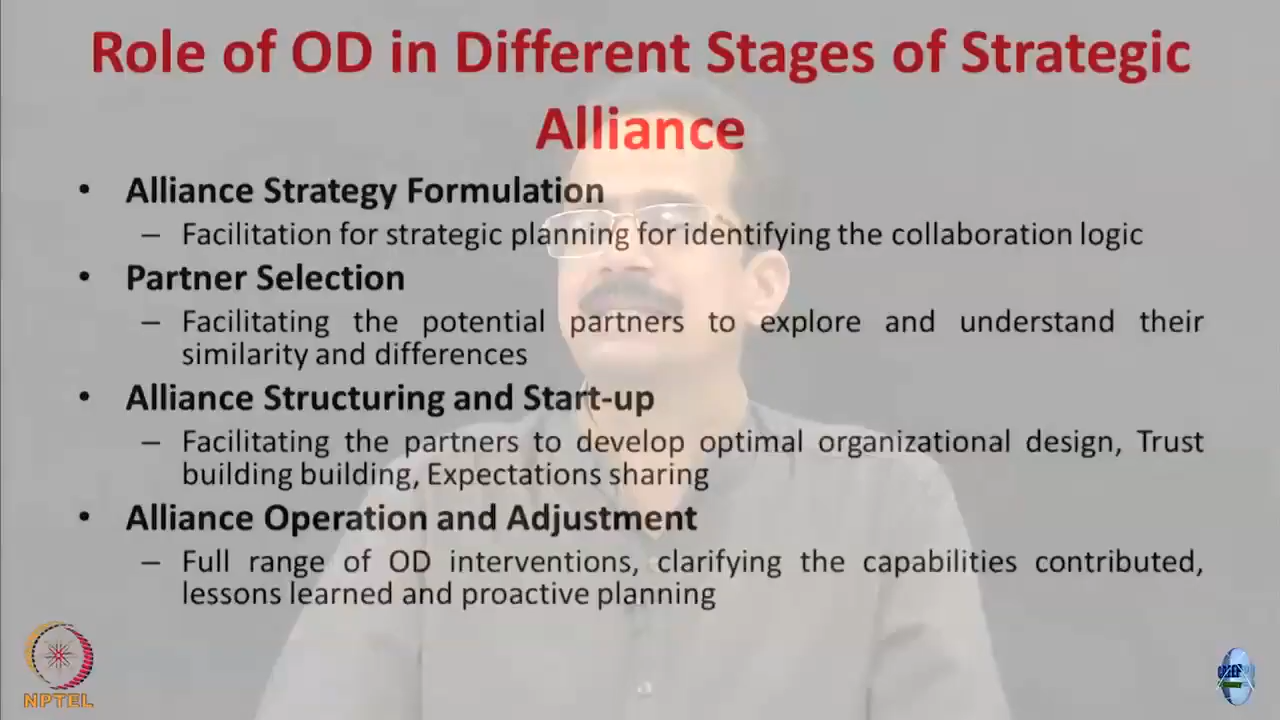 Role of OD in Different Stages of Strategic
Alliance
• Alliance Strategy Formulation
– Facilitation for strategic planning for identifying the collaboration logic
• Partner Selection
– Facilitating the potential partners to explore and understand their
similarity and differences
• Alliance Structuring and Start-up
– Facilitating the partners to develop optimal organizational design, Trust
building building, Expectations sharing
• Alliance Operation and Adjustment
– Full range of OD interventions, clarifying the capabilities contributed,
lessons learned and proactive planning
NPTEL